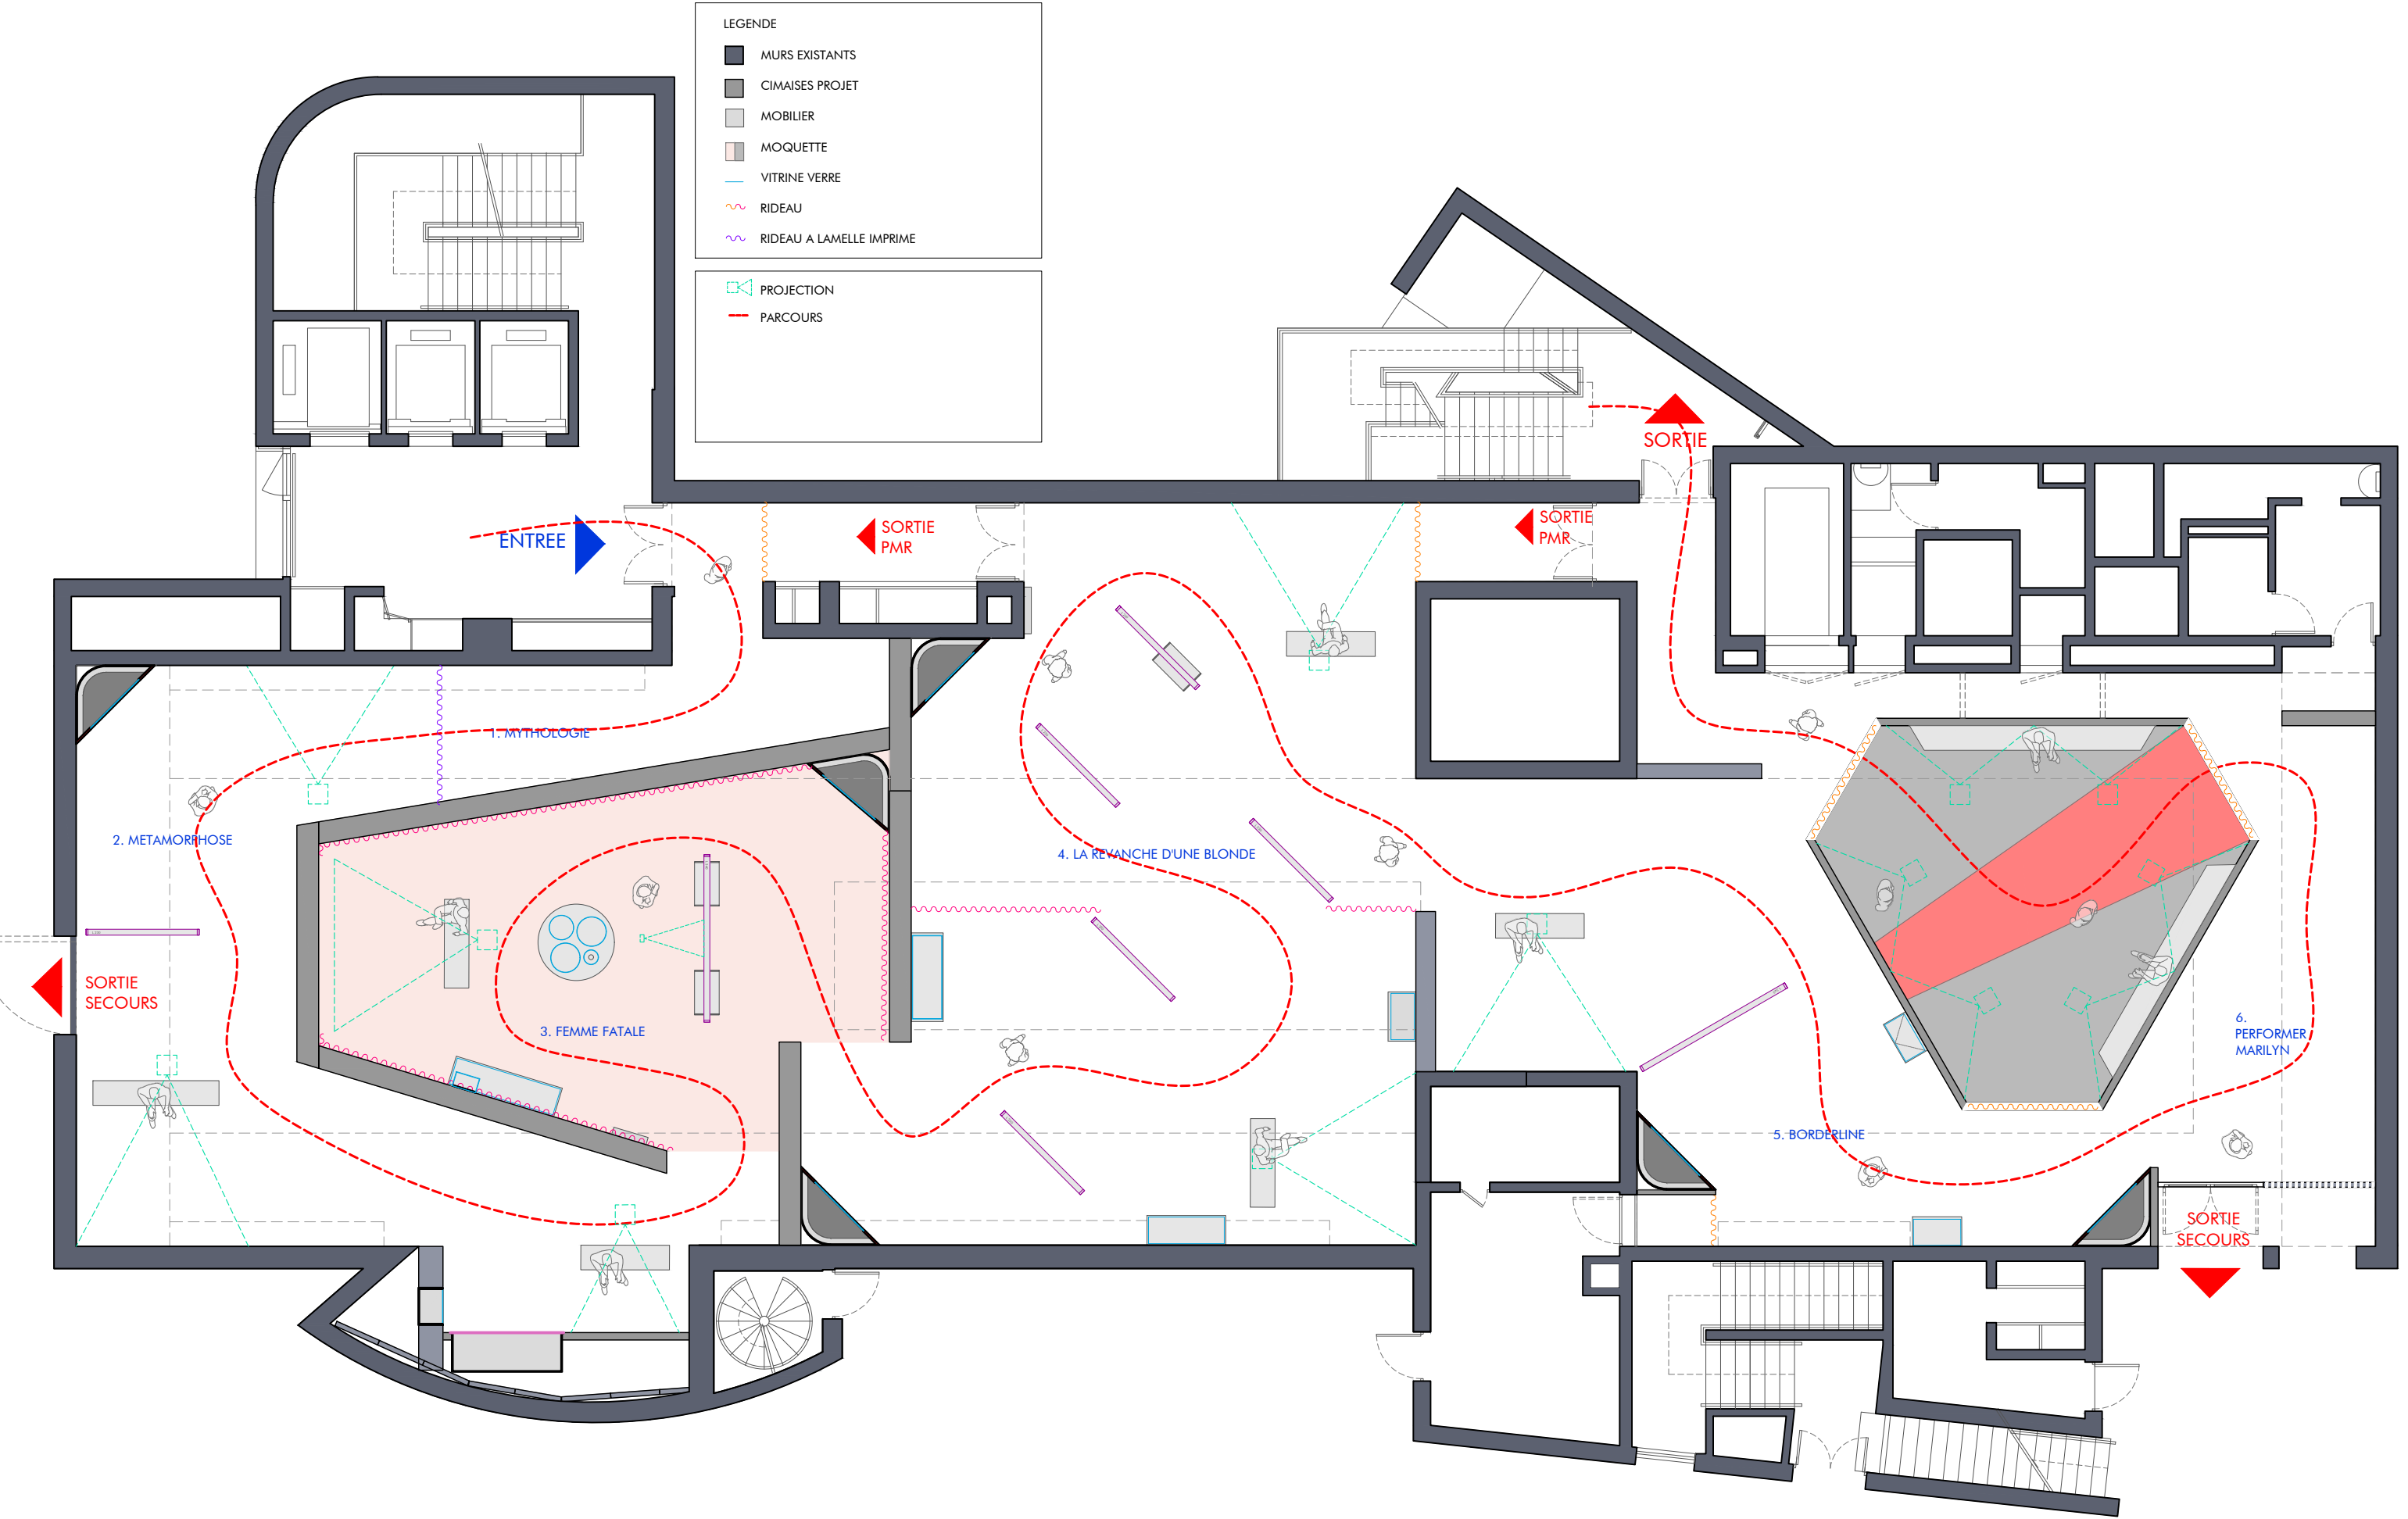 LEGENDE
MURS EXISTANTS
CIMAISES PROJET
MOBILIER
MOQUETTE
VITRINE VERRE
RIDEAU
RIDEAU A LAMELLE IMPRIME
PROJECTION
PARCOURS
SORTIE
ENTREE
SORTIE
PMR
SORTIE
PMR
1. MYTHOLOGIE
2. METAMORPHOSE
4. LA REVANCHE D'UNE BLONDE
SORTIE
SECOURS
3. FEMME FATALE
6.
PERFORMER
MARILYN
5. BORDERLINE
SORTIE
SECOURS